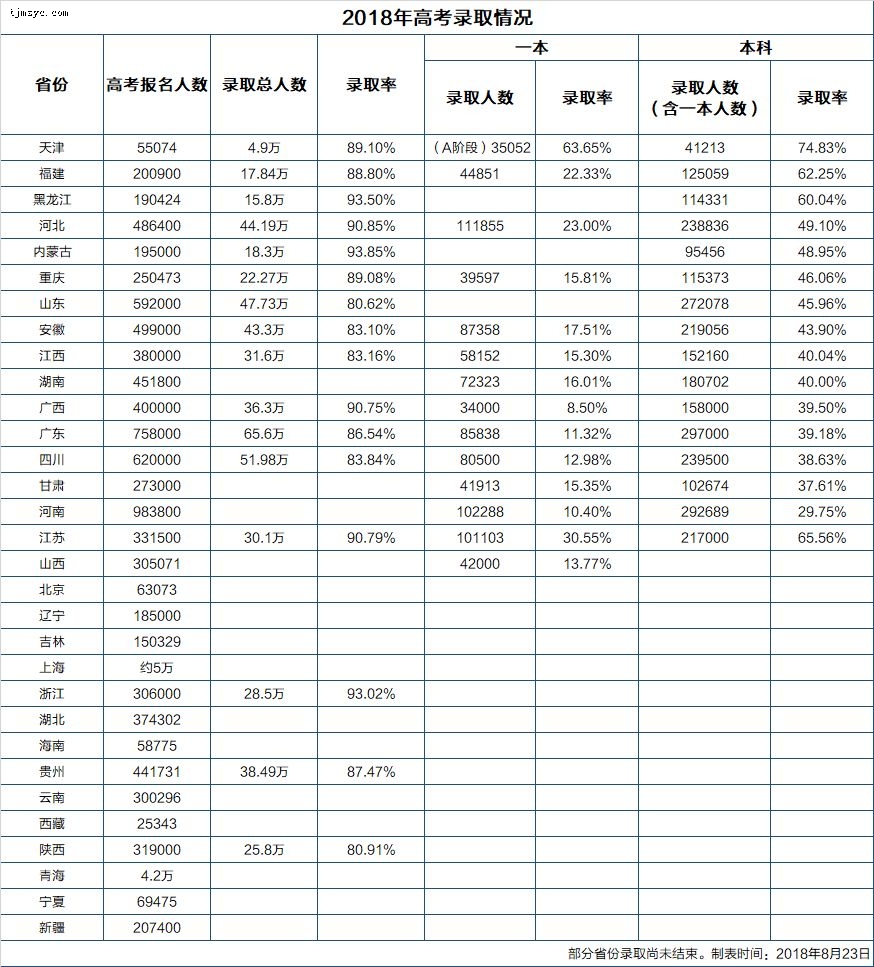 tjmzyc.com
2018年高考录取情况
省份 高考报名人数 录取总人数 录取率 一本 本科
录取人数 录取率 录取人数 录取率
（含一本人数）
天津 55074 4.9万 89.10% （A阶段）35052 63.65% 41213 74.83%
福建 200900 17.84万 88.80% 44851 22.33% 125059 62.25%
黑龙江 190424 15.8万 93.50% 114331 60.04%
河北 486400 44.19万 90.85% 111855 23.00% 238836 49.10%
内蒙古 195000 18.3万 93.85% 95456 48.95%
重庆 250473 22.27万 89.08% 39597 15.81% 115373 46.06%
山东 592000 47.73万 80.62% 272078 45.96%
安徽 499000 43.3万 83.10% 87358 17.51% 219056 43.90%
江西 380000 31.6万 83.16% 58152 15.30% 152160 40.04%
湖南 451800 72323 16.01% 180702 40.00%
广西 400000 36.3万 90.75% 34000 8.50% 158000 39.50%
广东 758000 65.6万 86.54% 85838 11.32% 297000 39.18%
四川 620000 51.98万 83.84% 80500 12.98% 239500 38.63%
甘肃 273000 41913 15.35% 102674 37.61%
河南 983800 102288 10.40% 292689 29.75%
江苏 331500 30.1万 90.79% 101103 30.55% 217000 65.56%
山西 305071 42000 13.77%
北京 63073
辽宁 185000
吉林 150329
上海 约5万
浙江 306000 28.5万 93.02%
湖北 374302
海南 58775
贵州 441731 38.49万 87.47%
云南 300296
西藏 25343
陕西 319000 25.8万 80.91%
青海 4.2万
宁夏 69475
新疆 207400
部分省份录取尚未结束。制表时间：2018年8月23日